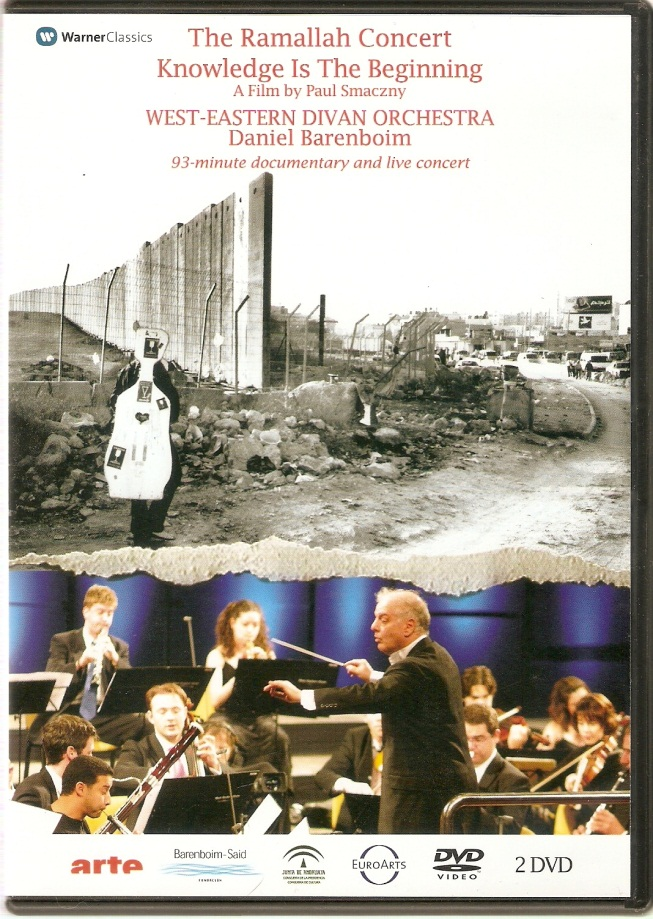 WarnerClassics
The Ramallah Concert
Knowledge Is The Beginning
A Film by Paul Smaczny
WEST-EASTERN DIVAN ORCHESTRA
Daniel Barenboim
93-minute documentary and live concert
arte
Barenboim-Said
FUNDACIÓN
JUNTA DE ANDALUCIA
CONSEJERÍA DE LA PRESIDENCIA
CONSEJERÍA DE CULTURA
EUROARTS
DVD
VIDEO
2 DVD